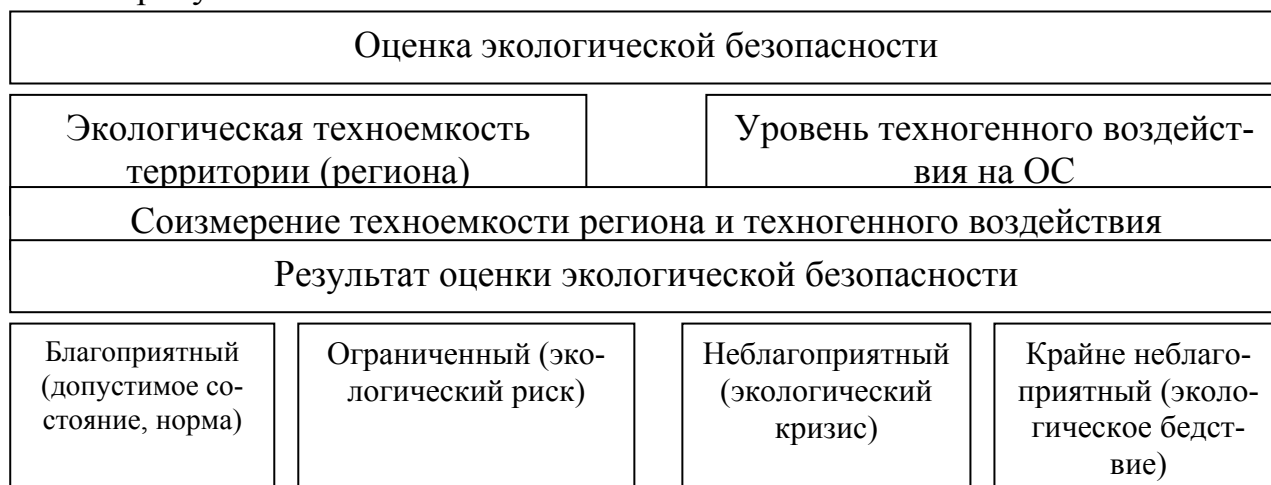 Оценка экологической безопасности
Экологическая техноемкость
территории (региона)
Уровень техногенного воздейст-
вия на ОС
Соизмерение техноемкости региона и техногенного воздействия
Результат оценки экологической безопасности
Благоприятный
(допустимое со-
стояние, норма)
Ограниченный (эко-
логический риск)
Неблагоприятный
(экологический
кризис)
Крайне неблаго-
приятный (эколо-
гическое бедст-
вие)